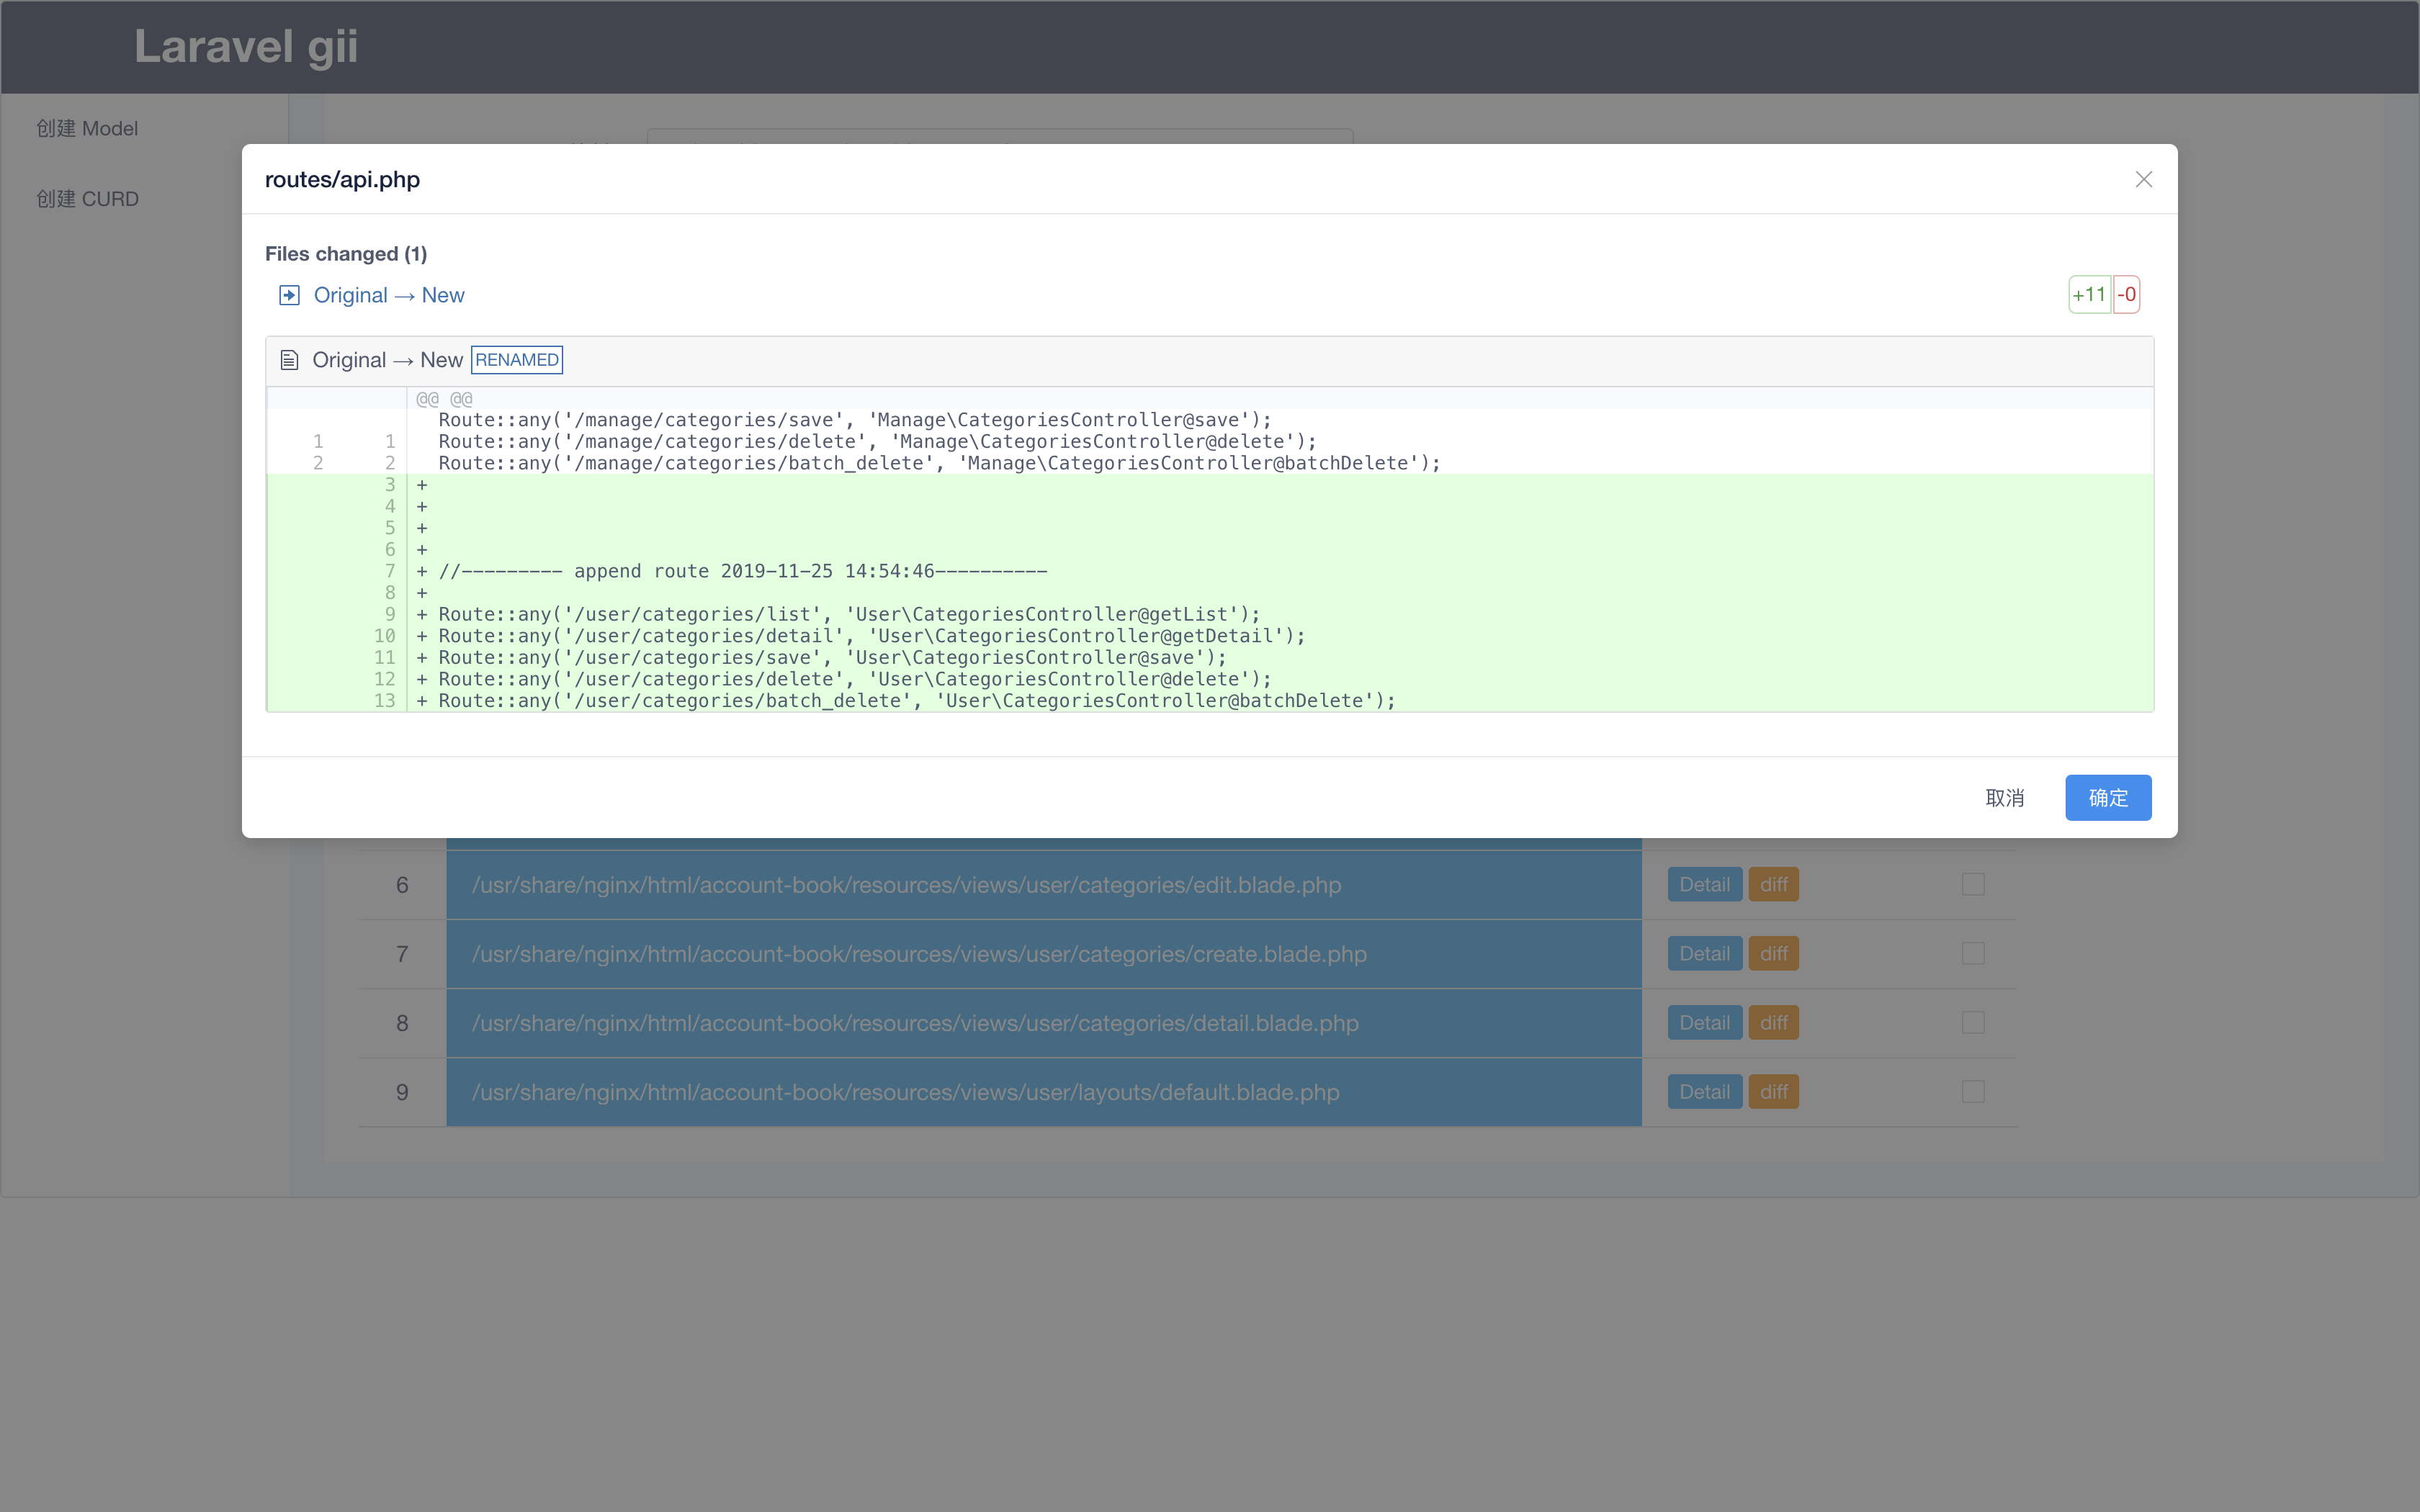 Laravel gii
创建 Model
创建 CURD
routes/api.php
Files changed (1)
Original → New
+11 -0
Original → New RENAMED
@@ @@
Route::any('/manage/categories/save', 'Manage\CategoriesController@save');
1 1 Route::any('/manage/categories/delete', 'Manage\CategoriesController@delete');
2 2 Route::any('/manage/categories/batch_delete', 'Manage\CategoriesController@batchDelete');
3 +
4 +
5 +
6 +
7 + //--------- append route 2019-11-25 14:54:46----------
8 +
9 + Route::any('/user/categories/list', 'User\CategoriesController@getList');
10 + Route::any('/user/categories/detail', 'User\CategoriesController@getDetail');
11 + Route::any('/user/categories/save', 'User\CategoriesController@save');
12 + Route::any('/user/categories/delete', 'User\CategoriesController@delete');
13 + Route::any('/user/categories/batch_delete', 'User\CategoriesController@batchDelete');
取消 确定
6 /usr/share/nginx/html/account-book/resources/views/user/categories/edit.blade.php Detail diff
7 /usr/share/nginx/html/account-book/resources/views/user/categories/create.blade.php Detail diff
8 /usr/share/nginx/html/account-book/resources/views/user/categories/detail.blade.php Detail diff
9 /usr/share/nginx/html/account-book/resources/views/user/layouts/default.blade.php Detail diff